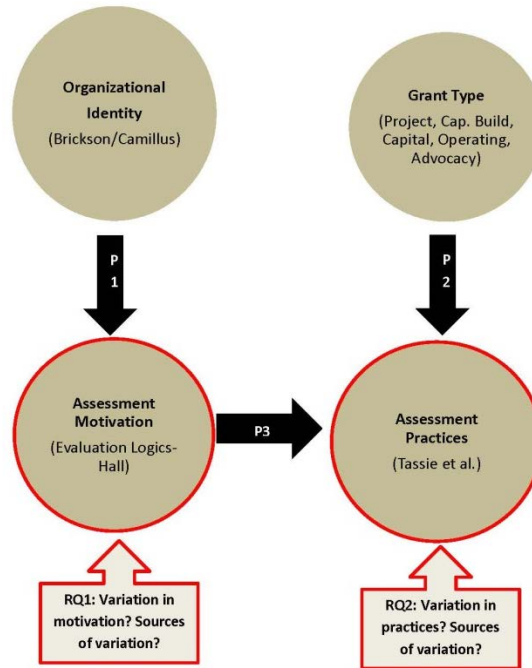 Organizational
Identity
(Brickson/Camillus)
Grant Type
(Project, Cap. Build,
Capital, Operating,
Advocacy)
P
1
P
2
Assessment
Motivation
(Evaluation Logics-
Hall)
P3
Assessment
Practices
(Tassie et al.)
RQ1: Variation in
motivation? Sources
of variation?
RQ2: Variation in
practices? Sources
of variation?